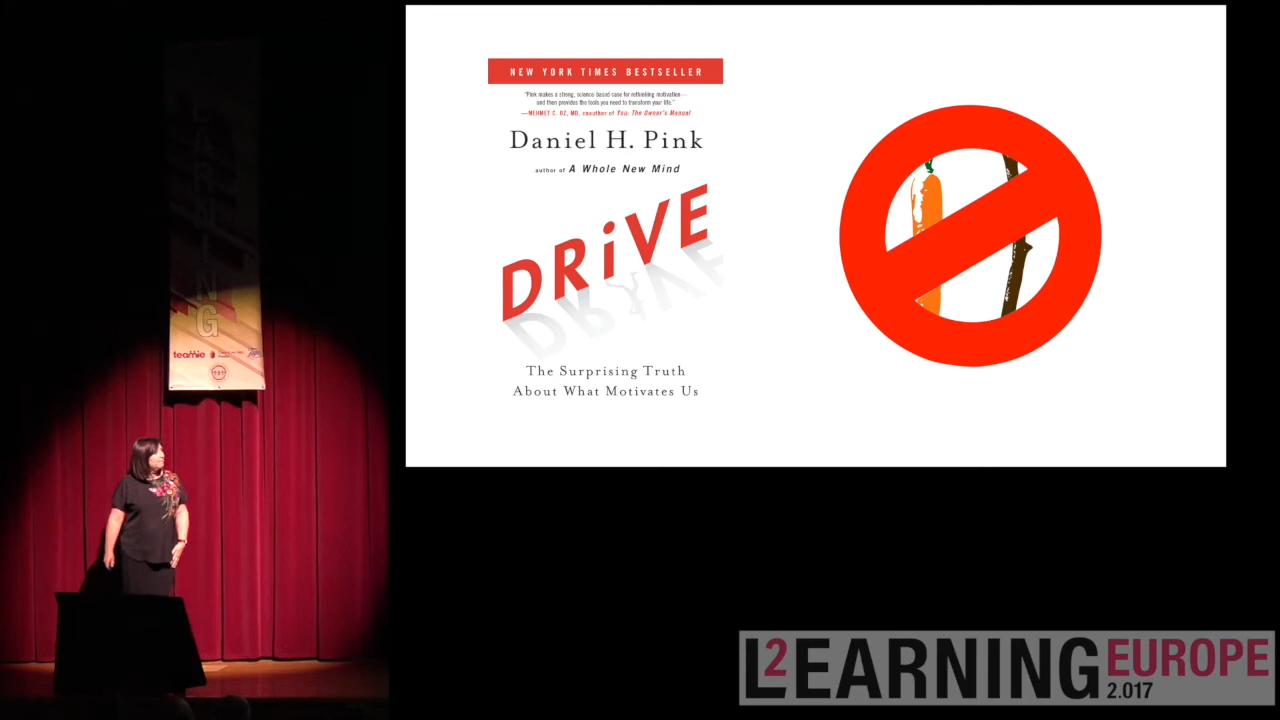 NEW YORK TIMES BESTSELLER
"Pink makes a strong, science-based case for rethinking motivation—
and then provides the tools you need to transform your life."
—MEHMET C. OZ, MD, coauthor of You: The Owner's Manual
Daniel H. Pink
author of A Whole New Mind
DRiVE
The Surprising Truth
About What Motivates Us
teamie
L2EARNING EUROPE
2.017